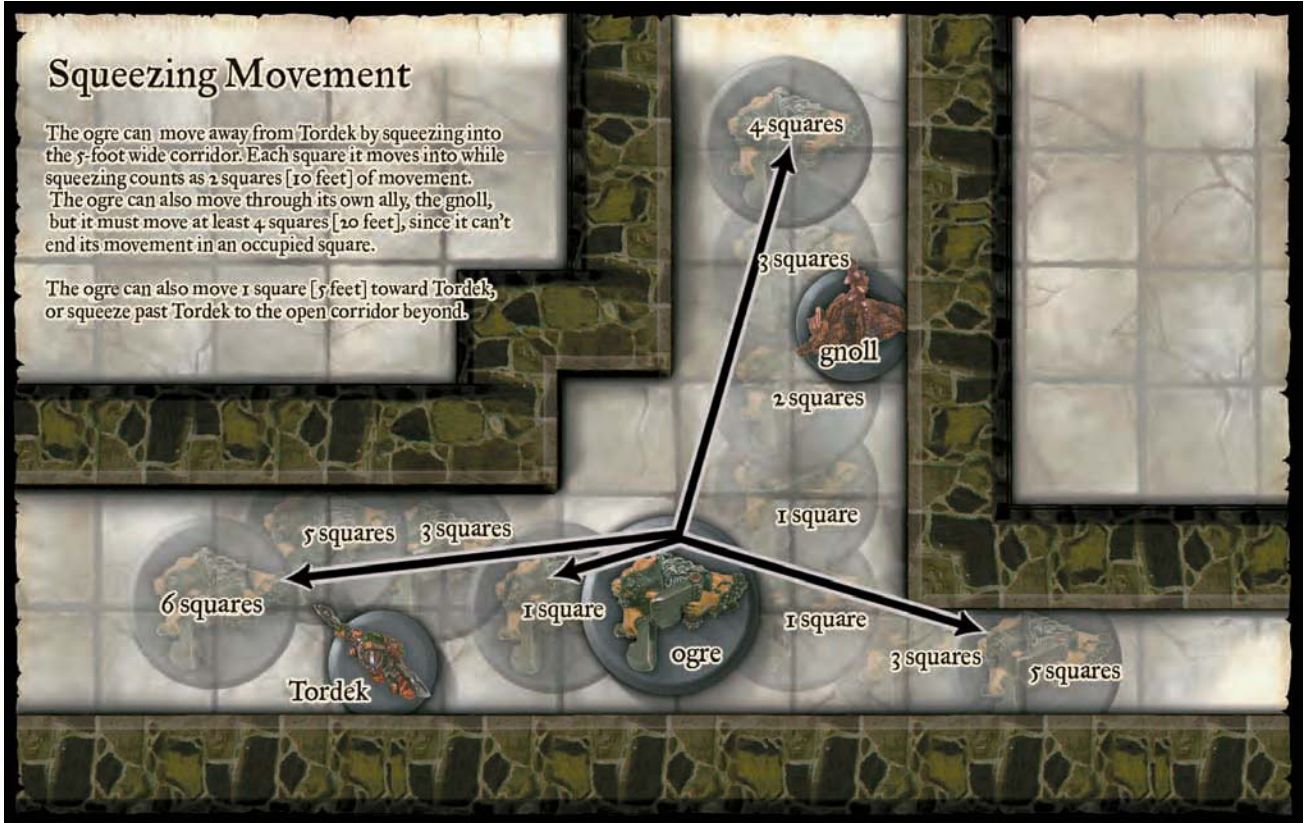 Squeezing Movement
The ogre can move away from Tordek by squeezing into
the 5-foot wide corridor. Each square it moves into while
squeezing counts as 2 squares [10 feet] of movement.
The ogre can also move through its own ally, the gnoll,
but it must move at least 4 squares [20 feet], since it can't
end its movement in an occupied square.
The ogre can also move 1 square [5 feet] toward Tordek,
or squeeze past Tordek to the open corridor beyond.
4 squares
3 squares
gnoll
2 squares
1 square
5 squares
3 squares
6 squares
1 square
1 square
ogre
3 squares
5 squares
Tordek